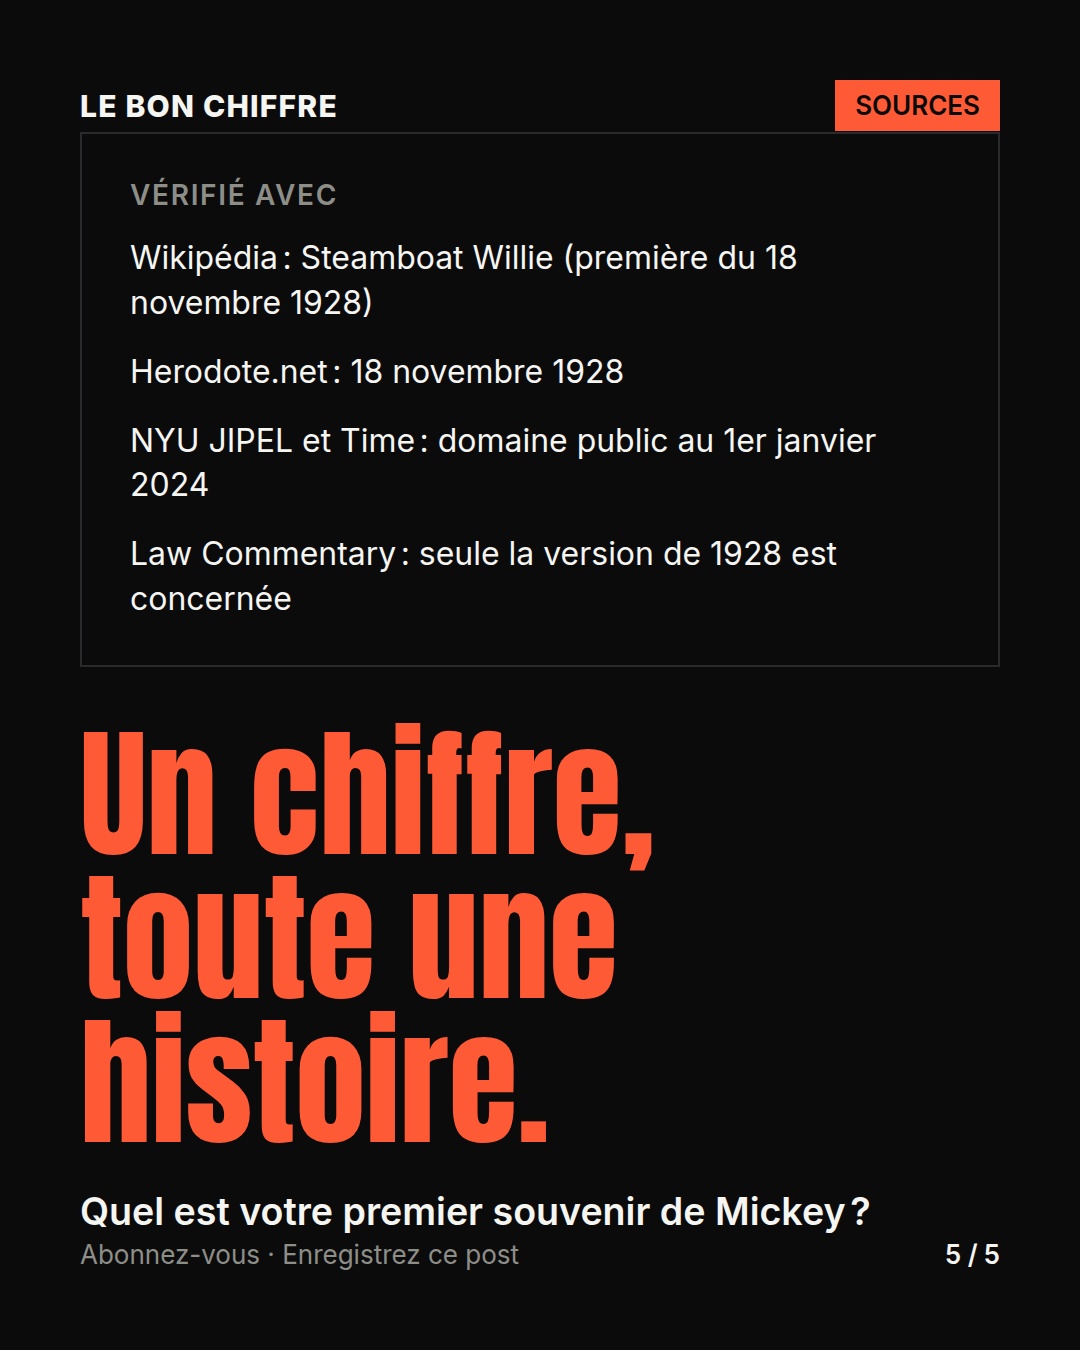 LE BON CHIFFRE
SOURCES
VÉRIFIÉ AVEC
Wikipédia : Steamboat Willie (première du 18
novembre 1928)
Herodote.net : 18 novembre 1928
NYU JIPEL et Time : domaine public au 1er janvier
2024
Law Commentary : seule la version de 1928 est
concernée
Un chiffre,
toute une
histoire.
Quel est votre premier souvenir de Mickey ?
Abonnez-vous · Enregistrez ce post
5 / 5